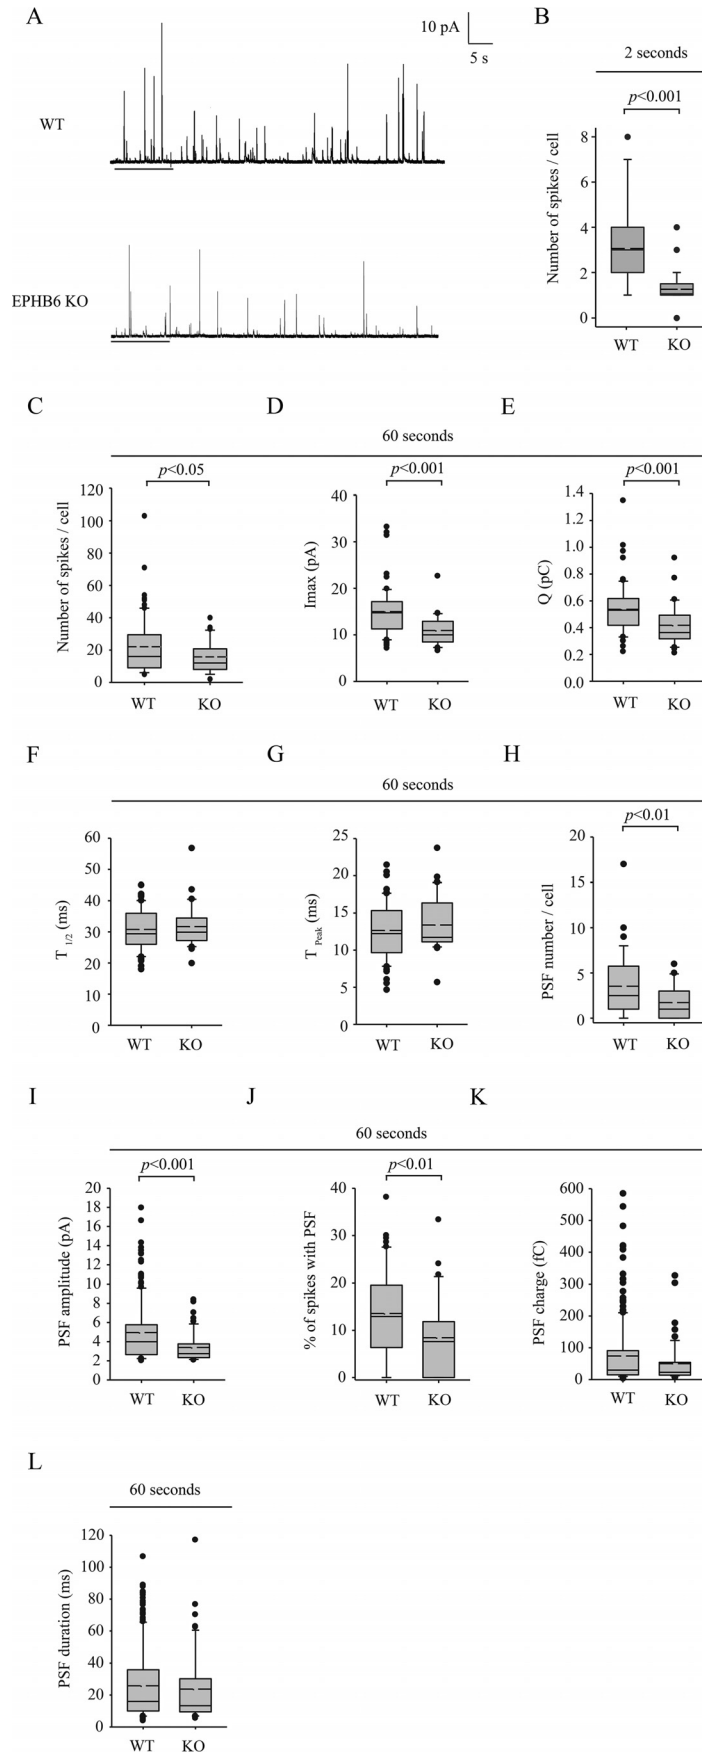 A
10 pA
5 s
WT
EPHB6 KO
B
2 seconds
p<0.001
Number of spikes / cell
8
6
4
2
0
WT KO
C D E
60 seconds
p<0.05
Number of spikes / cell
120
100
80
60
40
20
0
WT KO
p<0.001
Imax (pA)
40
30
20
10
0
WT KO
p<0.001
Q (pC)
1.4
1.2
1.0
0.8
0.6
0.4
0.2
0.0
WT KO
F G H
60 seconds
T 1/2 (ms)
60
50
40
30
20
10
0
WT KO
T Peak (ms)
25
20
15
10
5
0
WT KO
p<0.01
PSF number / cell
20
15
10
5
0
WT KO
I J K
60 seconds
p<0.001
PSF amplitude (pA)
20
18
16
14
12
10
8
6
4
2
0
WT KO
p<0.01
% of spikes with PSF
40
30
20
10
0
WT KO
PSF charge (fC)
600
500
400
300
200
100
0
WT KO
L
60 seconds
PSF duration (ms)
120
100
80
60
40
20
0
WT KO